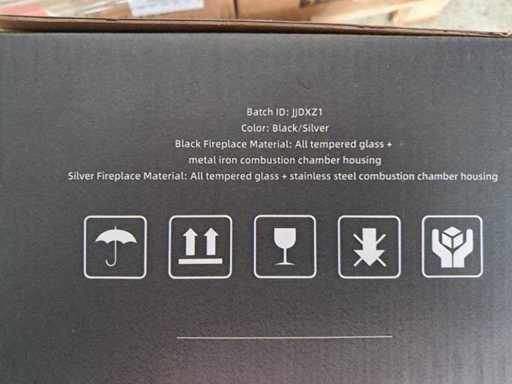 Batch ID: JJDXZ1
Color: Black/Silver
Black Fireplace Material: All tempered glass +
metal iron combustion chamber housing
Silver Fireplace Material: All tempered glass + stainless steel combustion chamber housing